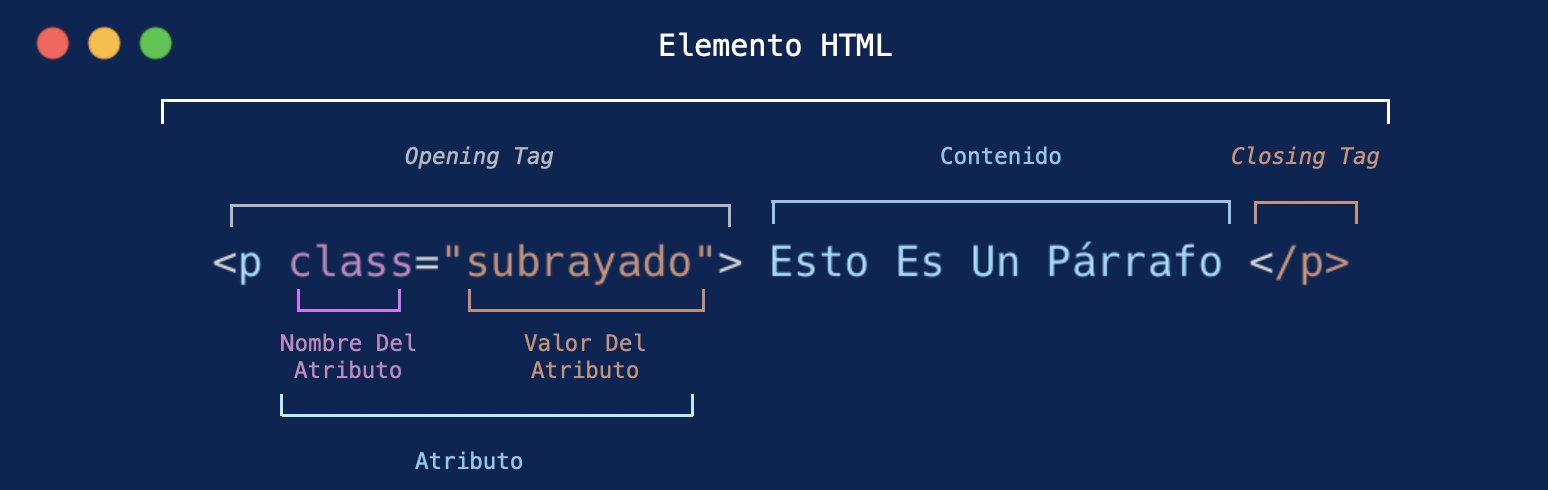 Elemento HTML
Opening Tag Contenido Closing Tag
<p class="subrayado"> Esto Es Un Párrafo </p>
Nombre Del
Atributo
Valor Del
Atributo
Atributo